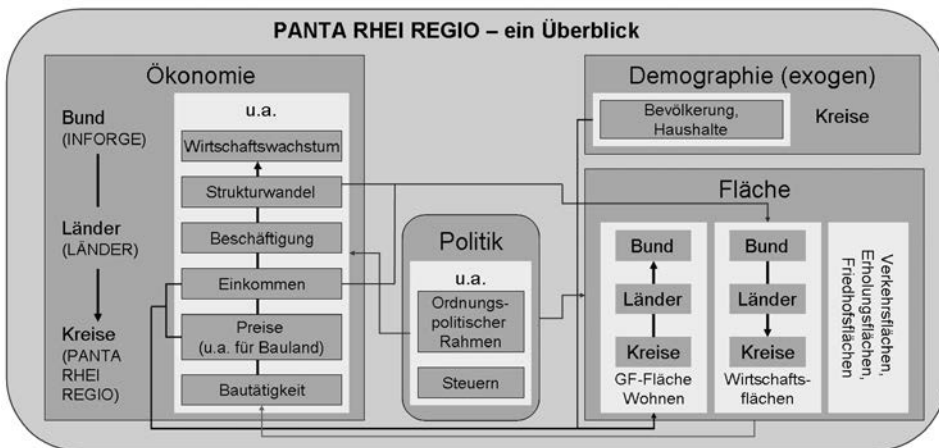 PANTA RHEI REGIO – ein Überblick
Ökonomie
Bund
(INFORGE)
Länder
(LÄNDER)
Kreise
(PANTA
RHEI
REGIO)
u.a.
Wirtschaftswachstum
Strukturwandel
Beschäftigung
Einkommen
Preise
(u.a. für Bauland)
Bautätigkeit
Politik
u.a.
Ordnungs-
politischer
Rahmen
Steuern
Demographie (exogen)
Bevölkerung,
Haushalte
Kreise
Fläche
Bund
Länder
Kreise
GF-Fläche
Wohnen
Bund
Länder
Kreise
Wirtschafts-
flächen
Verkehrsflächen,
Erholungsflächen,
Friedhofsflächen